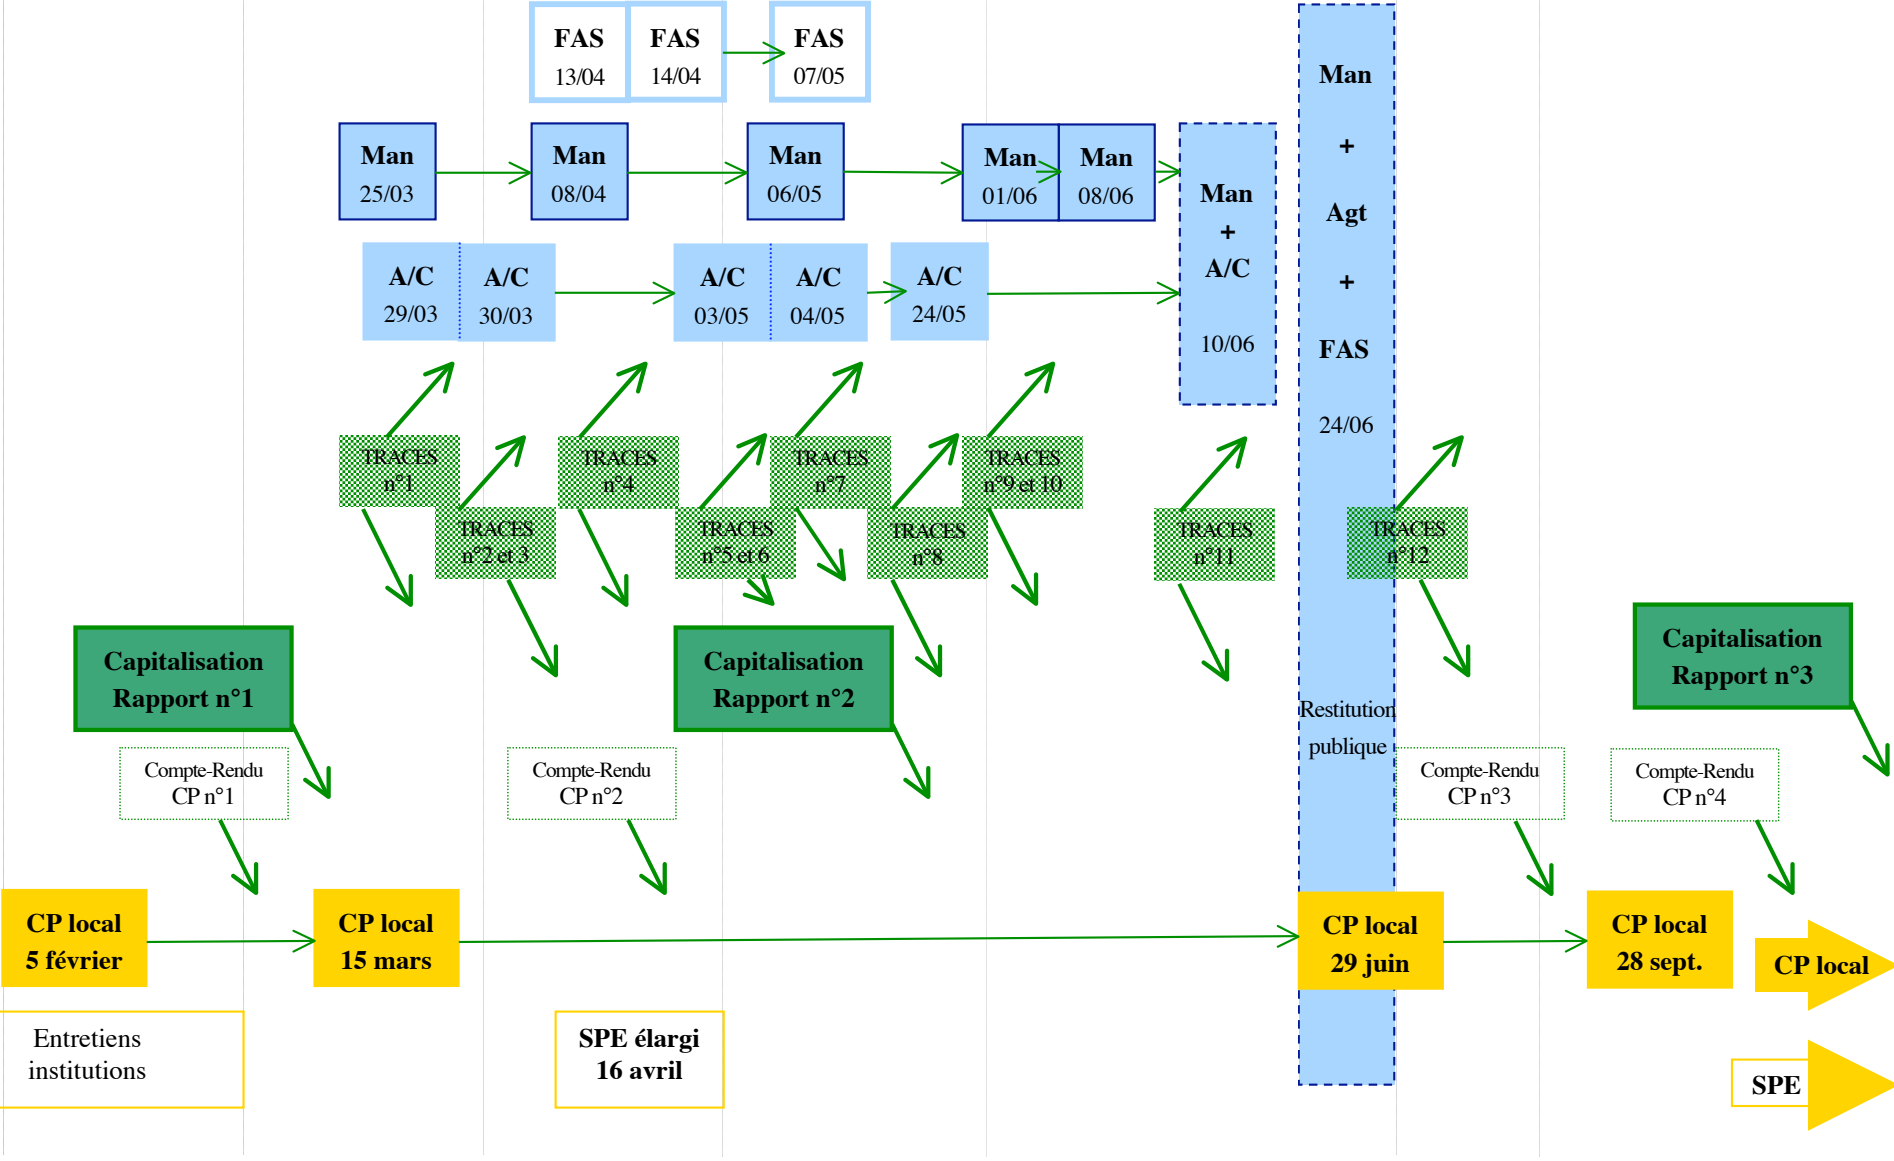 FAS
13/04
FAS
14/04
FAS
07/05
Man
25/03
Man
08/04
Man
06/05
Man
01/06
Man
08/06
Man
+
A/C
10/06
Man
+
Agt
+
FAS
24/06
Restitution
publique
A/C
29/03
A/C
30/03
A/C
03/05
A/C
04/05
A/C
24/05
TRACES
n°1
TRACES
n°2 et 3
TRACES
n°4
TRACES
n°5 et 6
TRACES
n°7
TRACES
n°8
TRACES
n°9 et 10
TRACES
n°11
TRACES
n°12
Capitalisation
Rapport n°1
Capitalisation
Rapport n°2
Capitalisation
Rapport n°3
Compte-Rendu
CP n°1
Compte-Rendu
CP n°2
Compte-Rendu
CP n°3
Compte-Rendu
CP n°4
CP local
5 février
CP local
15 mars
CP local
29 juin
CP local
28 sept.
CP local
Entretiens
institutions
SPE élargi
16 avril
SPE